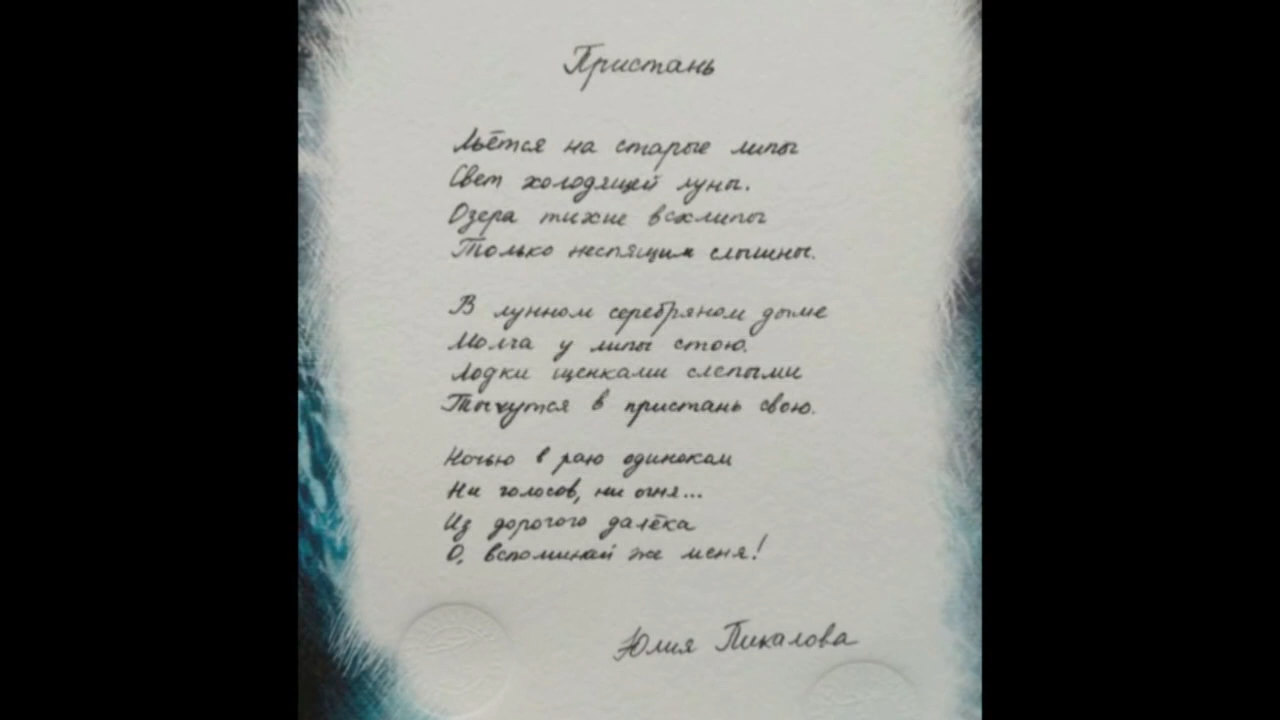 Пристань
Льётся на старые липы
Свет холодящей луны.
Озера тихие всхлипы
Только неспящим слышны.
В лунном серебряном дыме
Молча у липы стою.
Лодки щенками слепыми
Тычутся в пристань свою.
Ночью в раю одиноком
Ни голосов, ни огня...
Из дорогого далёка
О, вспоминай же меня!
Юлия Пикалова